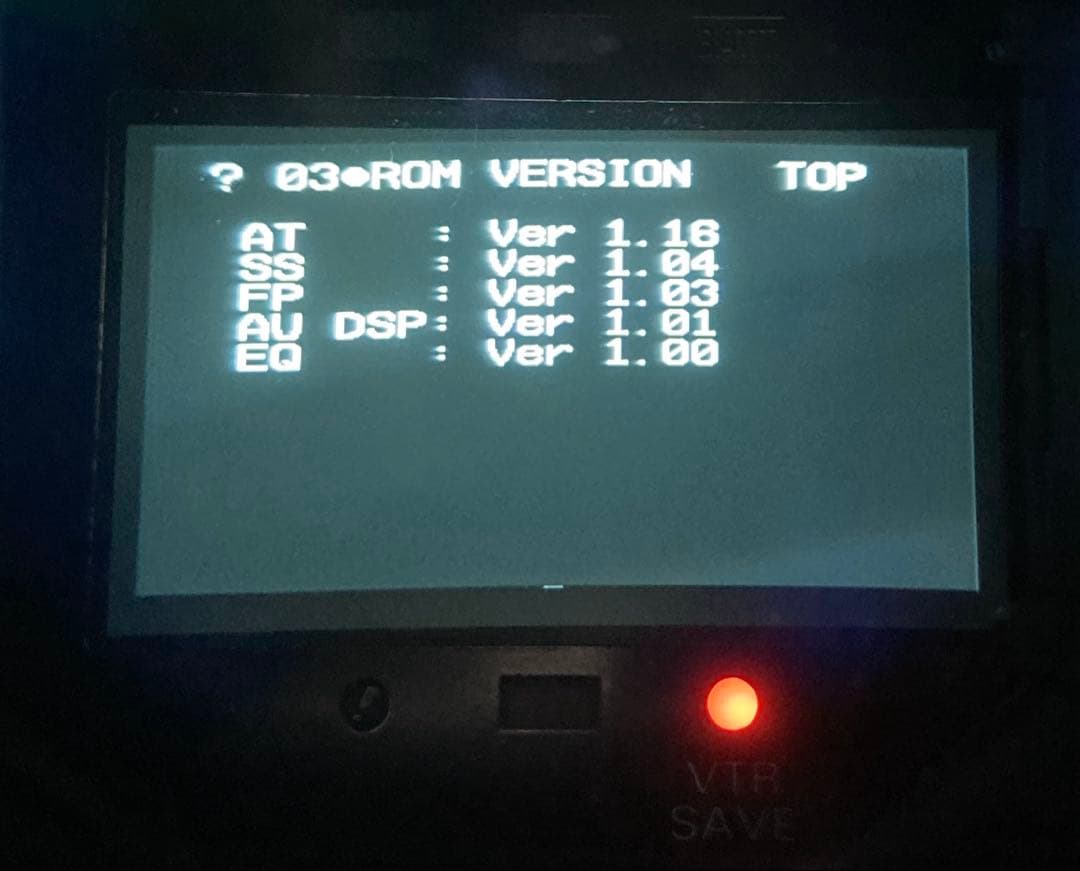 ? 03●ROM VERSION TOP
AT : Ver 1.16
SS : Ver 1.04
FP : Ver 1.03
AU DSP: Ver 1.01
EQ : Ver 1.00
VTR
SAVE